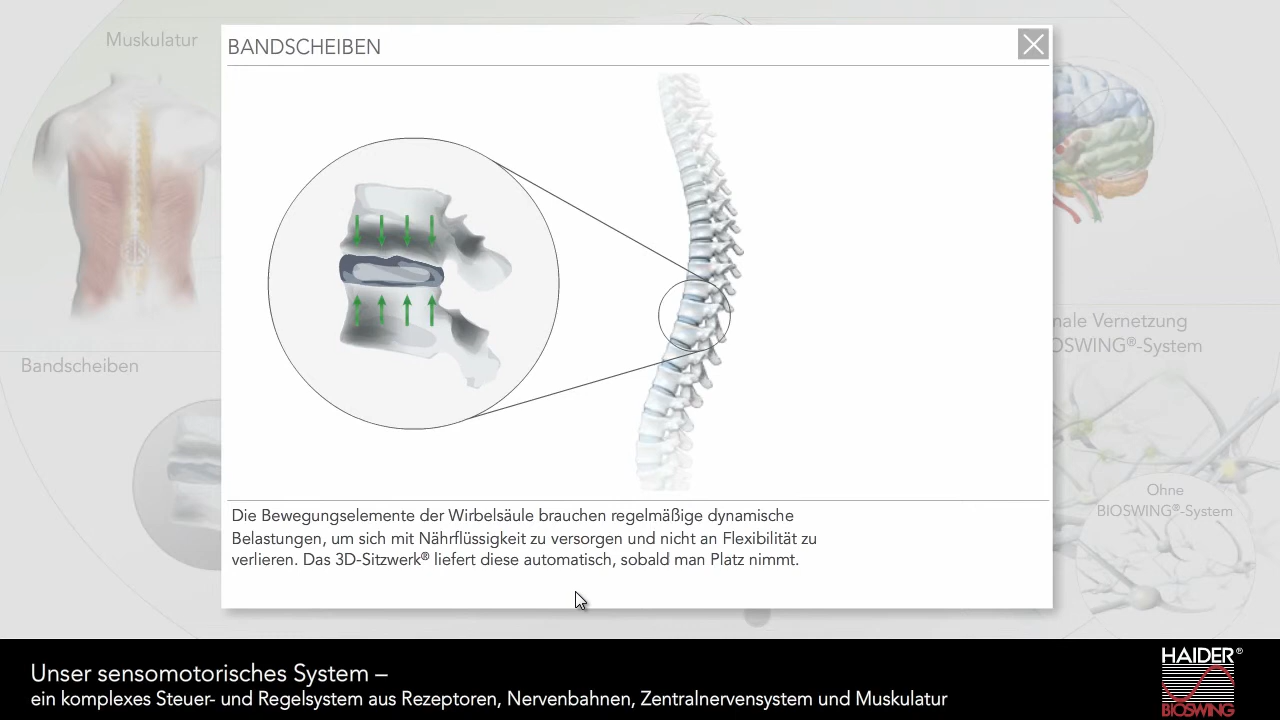 Muskulatur
BANDSCHEIBEN
Bandscheiben
male Vernetzung
OSWING®-System
Ohne
BIOSWING®-System
Die Bewegungselemente der Wirbelsäule brauchen regelmäßige dynamische
Belastungen, um sich mit Nährflüssigkeit zu versorgen und nicht an Flexibilität zu
verlieren. Das 3D-Sitzwerk® liefert diese automatisch, sobald man Platz nimmt.
Unser sensomotorisches System –
ein komplexes Steuer- und Regelsystem aus Rezeptoren, Nervenbahnen, Zentralnervensystem und Muskulatur
HAIDER®
BIOSWING